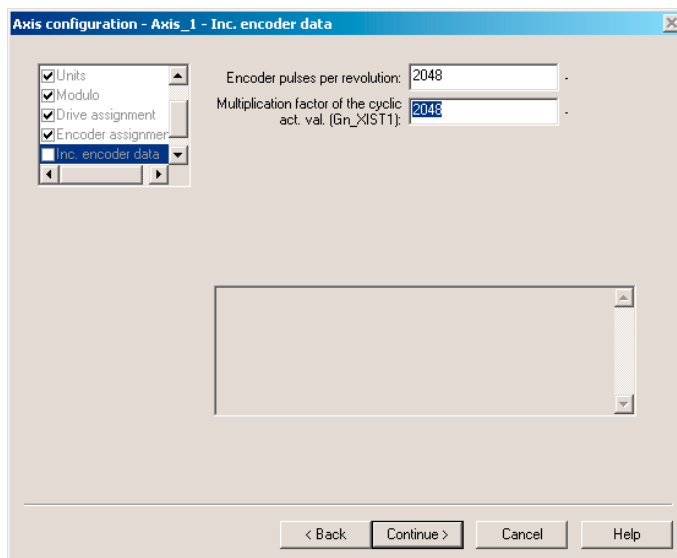 Axis configuration - Axis_1 - Inc. encoder data
Units
Modulo
Drive assignment
Encoder assignmer
Inc. encoder data
Encoder pulses per revolution: 2048 .
Multiplication factor of the cyclic
act. val. (Gn_XIST1): 2048 .
< Back Continue > Cancel Help